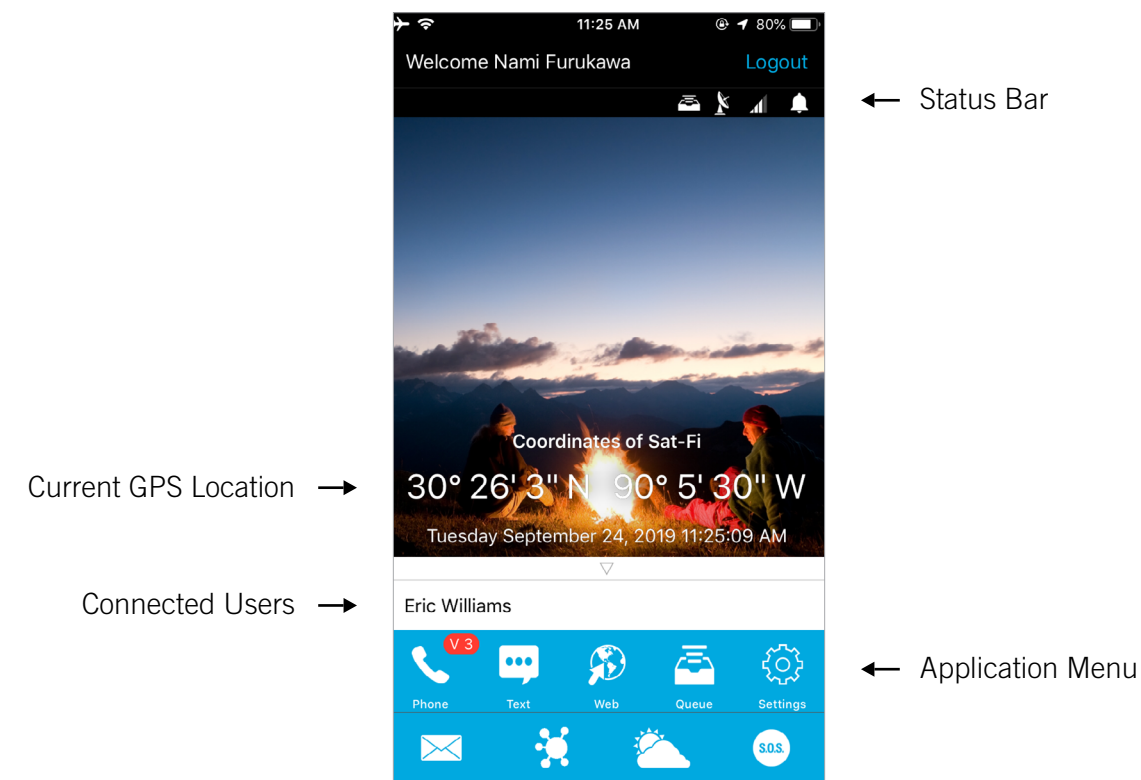 11:25 AM 80%
Welcome Nami Furukawa Logout
Status Bar
Coordinates of Sat-Fi
Current GPS Location
30° 26' 3" N 90° 5' 30" W
Tuesday September 24, 2019 11:25:09 AM
Connected Users
Eric Williams
V 3
Application Menu
Phone Text Web Queue Settings
S.O.S.